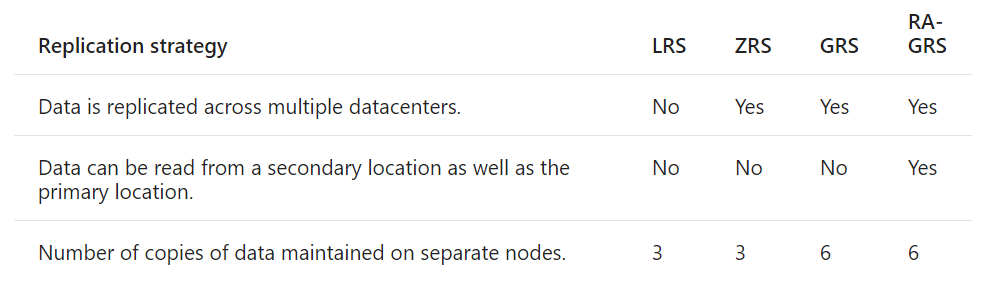 Replication strategy LRS ZRS GRS RA-
GRS
Data is replicated across multiple datacenters. No Yes Yes Yes
Data can be read from a secondary location as well as the No No No Yes
primary location.
Number of copies of data maintained on separate nodes. 3 3 6 6